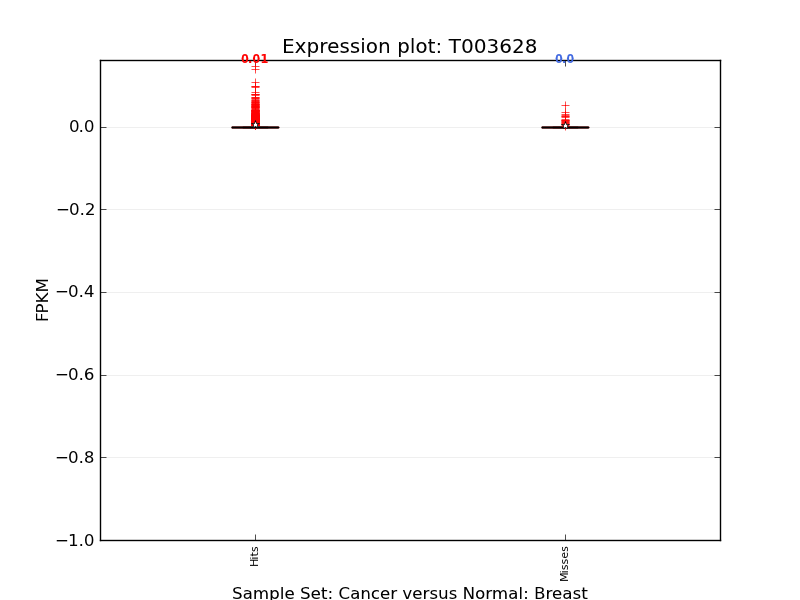 Expression plot: T003628
0.01
0.0
0.0
−0.2
−0.4
−0.6
−0.8
−1.0
FPKM
Hits
Misses
Sample Set: Cancer versus Normal: Breast